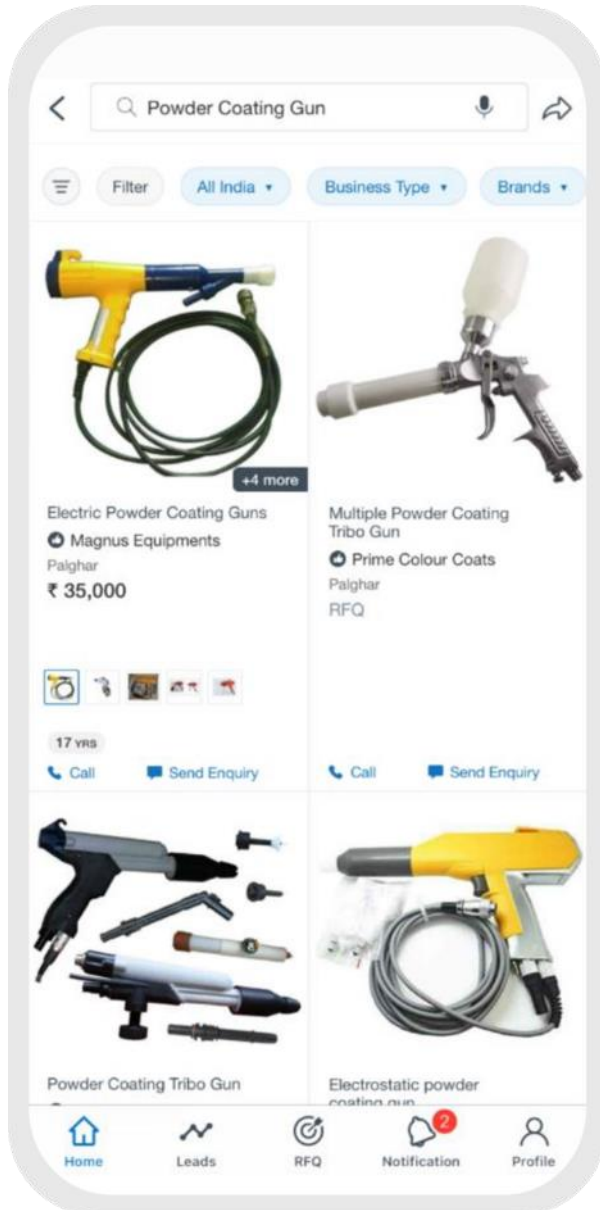 Powder Coating Gun
Filter
All India
Business Type
Brands
+4 more
Electric Powder Coating Guns
Magnus Equipments
Palghar
₹ 35,000
17 YRS
Call
Send Enquiry
Multiple Powder Coating
Tribo Gun
Prime Colour Coats
Palghar
RFQ
Call
Send Enquiry
Powder Coating Tribo Gun
Electrostatic powder
coating gun
Home
Leads
RFQ
2
Notification
Profile